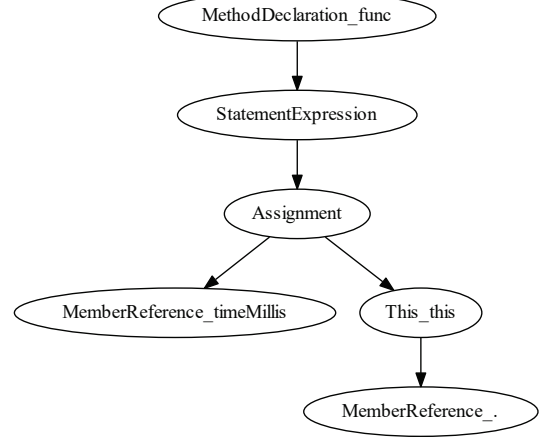 MethodDeclaration_func
StatementExpression
Assignment
MemberReference_timeMillis
This_this
MemberReference_.